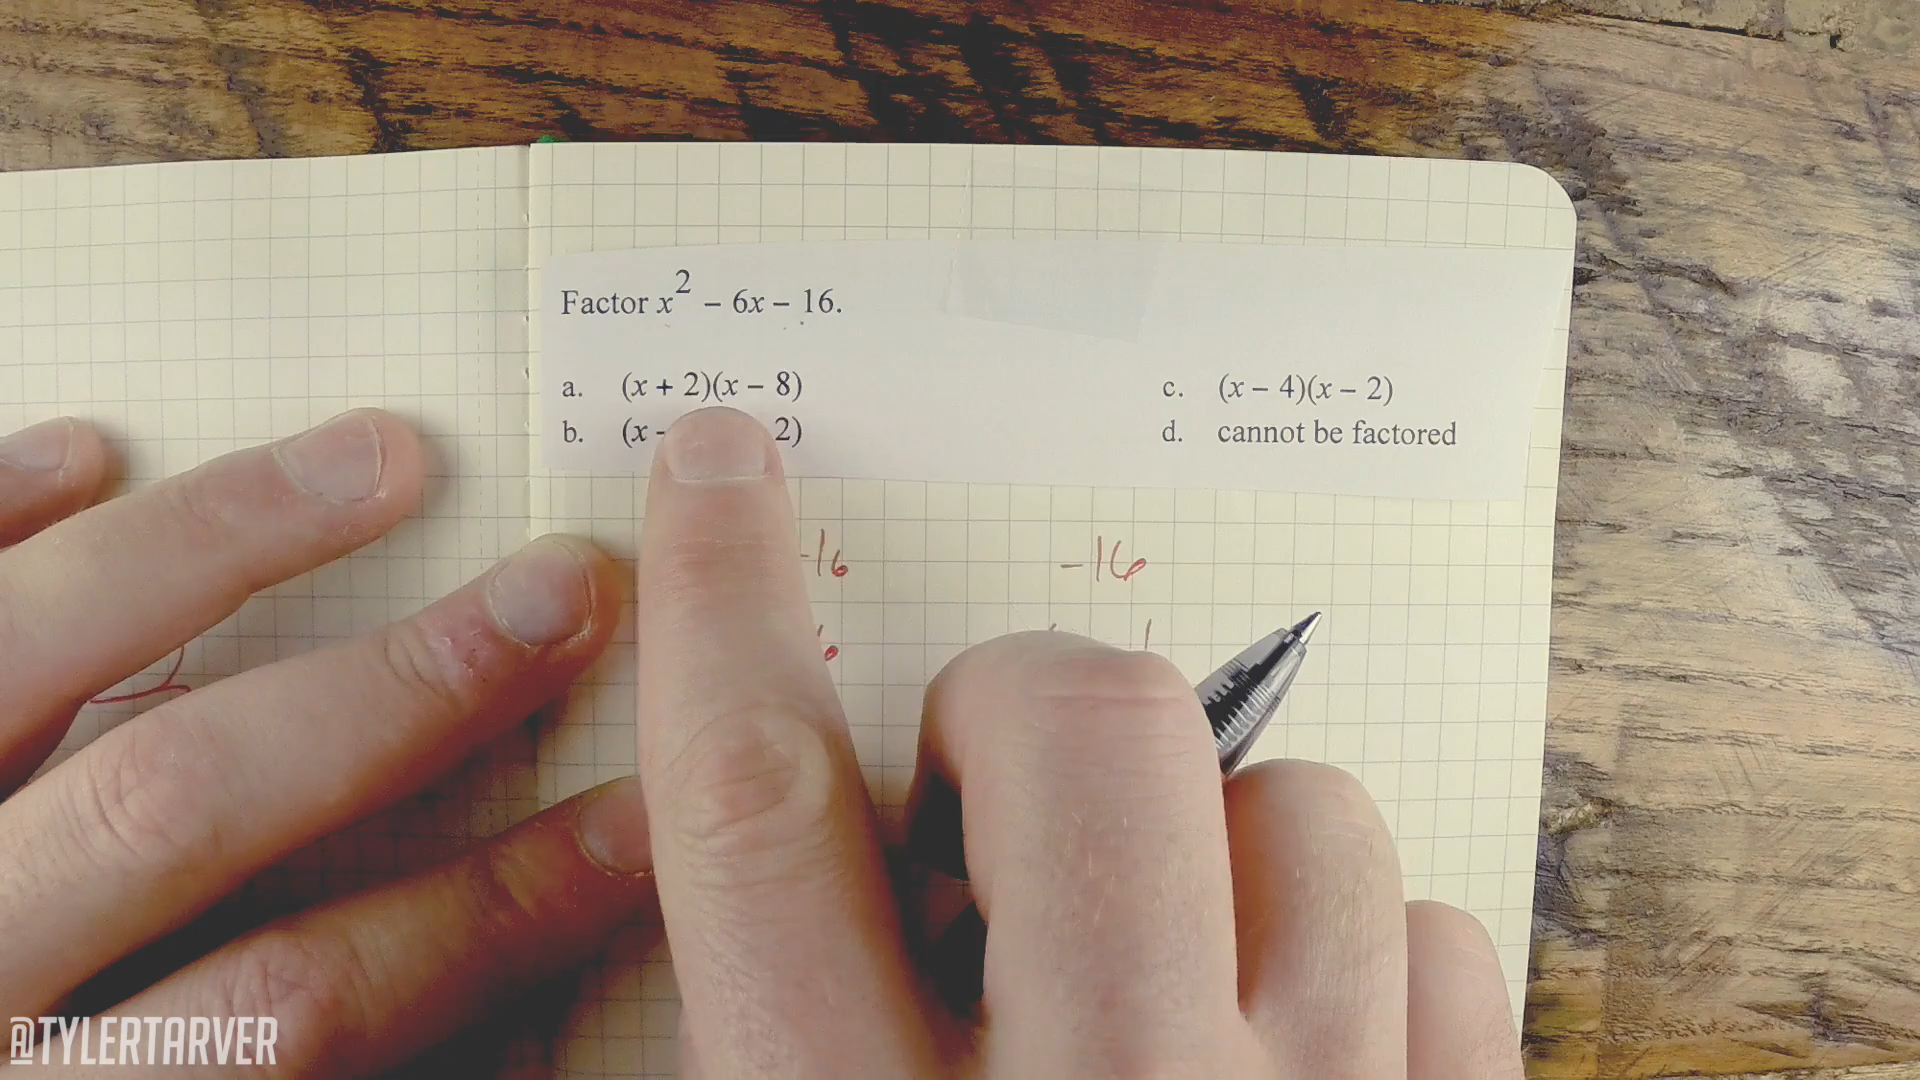 Factor x² – 6x – 16.
a. (x + 2)(x – 8)
c. (x – 4)(x – 2)
b. (x - 2)
d. cannot be factored
-16
-16
@TYLERTARVER